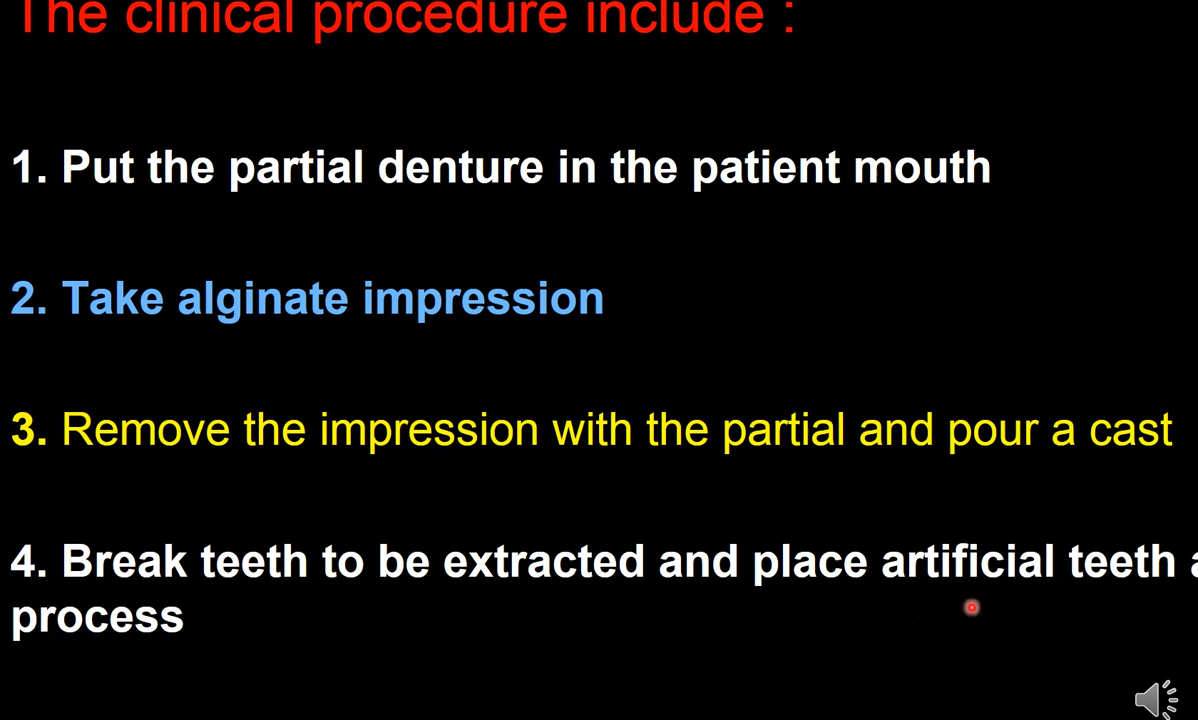 The clinical procedure include :
1. Put the partial denture in the patient mouth
2. Take alginate impression
3. Remove the impression with the partial and pour a cast
4. Break teeth to be extracted and place artificial teeth
process